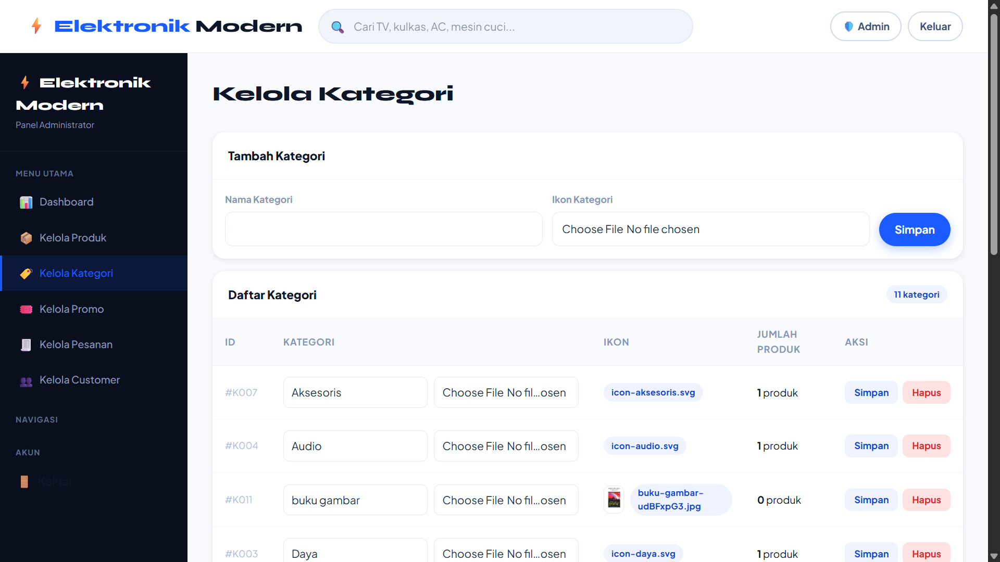 Elektronik Modern
Cari TV, kulkas, AC, mesin cuci...
Admin
Keluar
Elektronik
Modern
Panel Administrator
MENU UTAMA
Dashboard
Kelola Produk
Kelola Kategori
Kelola Promo
Kelola Pesanan
Kelola Customer
NAVIGASI
AKUN
Keluar
Kelola Kategori
Tambah Kategori
Nama Kategori
Ikon Kategori
Choose File No file chosen
Simpan
Daftar Kategori
11 kategori
ID
KATEGORI
IKON
JUMLAH
PRODUK
AKSI
#K007
Aksesoris
Choose File No fil...osen
icon-aksesoris.svg
1 produk
Simpan
Hapus
#K004
Audio
Choose File No fil...osen
icon-audio.svg
1 produk
Simpan
Hapus
#K011
buku gambar
Choose File No fil...osen
buku-gambar-
udBFxpG3.jpg
0 produk
Simpan
Hapus
#K003
Daya
Choose File No fil...osen
icon-daya.svg
1 produk
Simpan
Hapus